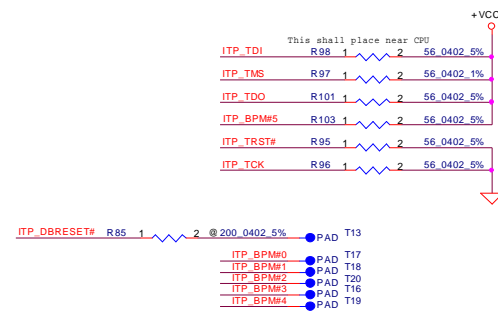 +VCC
This shall place near CPU
ITP_TDI R98 1 2 56_0402_5%
ITP_TMS R97 1 2 56_0402_1%
ITP_TDO R101 1 2 56_0402_5%
ITP_BPM#5 R103 1 2 56_0402_5%
ITP_TRST# R95 1 2 56_0402_5%
ITP_TCK R96 1 2 56_0402_5%
ITP_DBRESET# R85 1 2 @ 200_0402_5% PAD T13
ITP_BPM#0 PAD T17
ITP_BPM#1 PAD T18
ITP_BPM#2 PAD T20
ITP_BPM#3 PAD T16
ITP_BPM#4 PAD T19